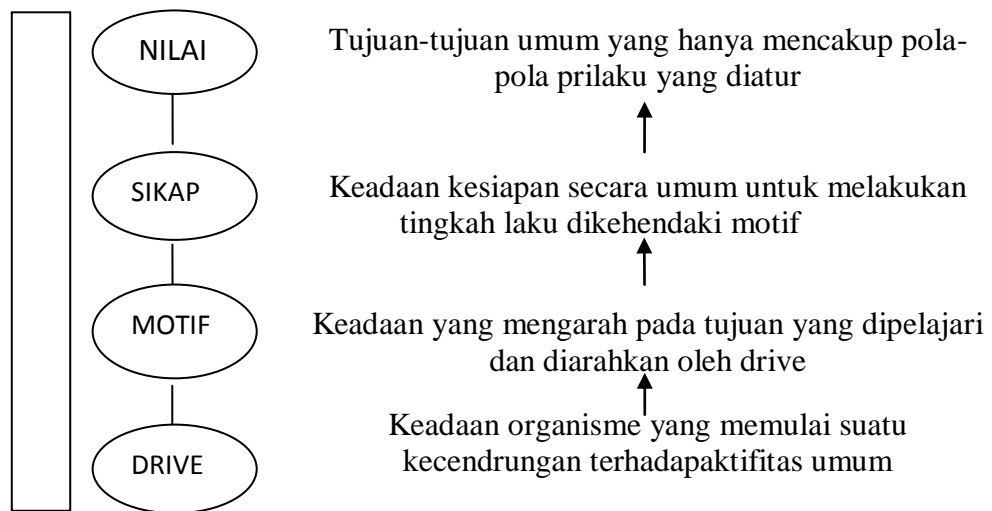 NILAI
Tujuan-tujuan umum yang hanya mencakup pola-
pola prilaku yang diatur
SIKAP
Keadaan kesiapan secara umum untuk melakukan
tingkah laku dikehendaki motif
MOTIF
Keadaan yang mengarah pada tujuan yang dipelajari
dan diarahkan oleh drive
DRIVE
Keadaan organisme yang memulai suatu
kecendrungan terhadapaktifitas umum